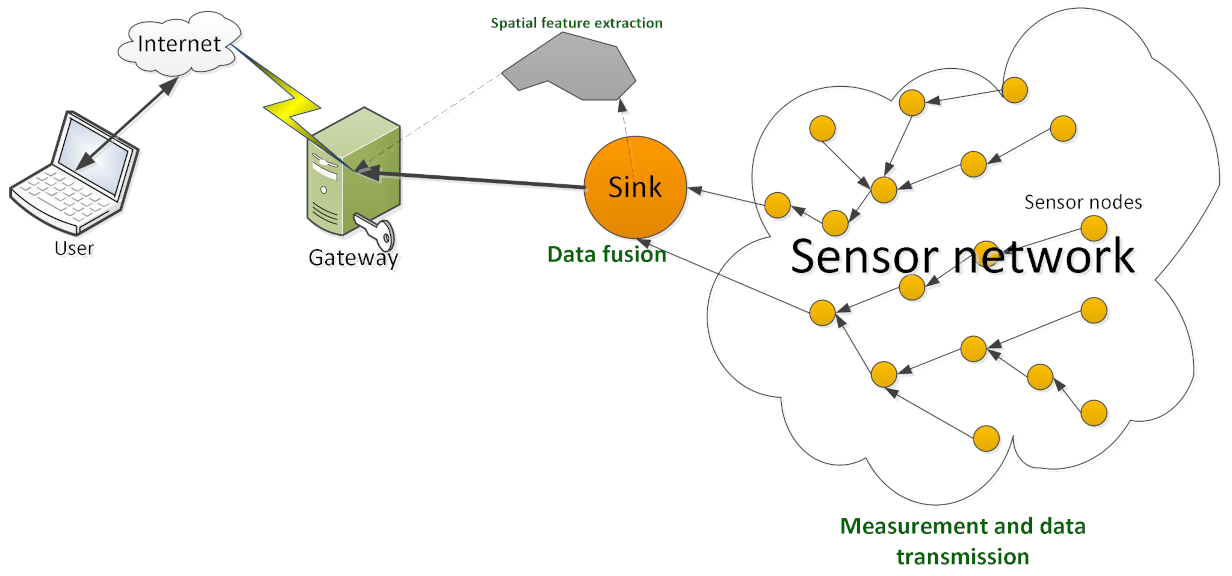 Spatial feature extraction
Internet
Sink
Sensor nodes
User
Gateway
Data fusion
Sensor network
Measurement and data
transmission